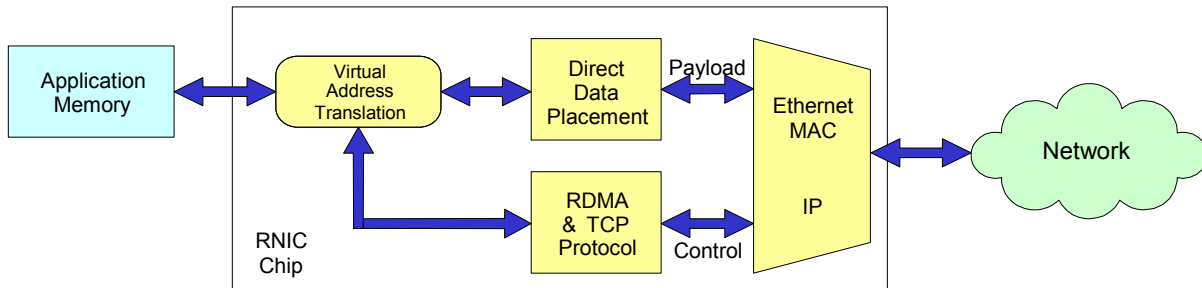 Application
Memory
Virtual
Address
Translation
Direct
Data
Placement
Payload
Ethernet
MAC
IP
Network
RDMA
& TCP
Protocol
Control
RNIC
Chip